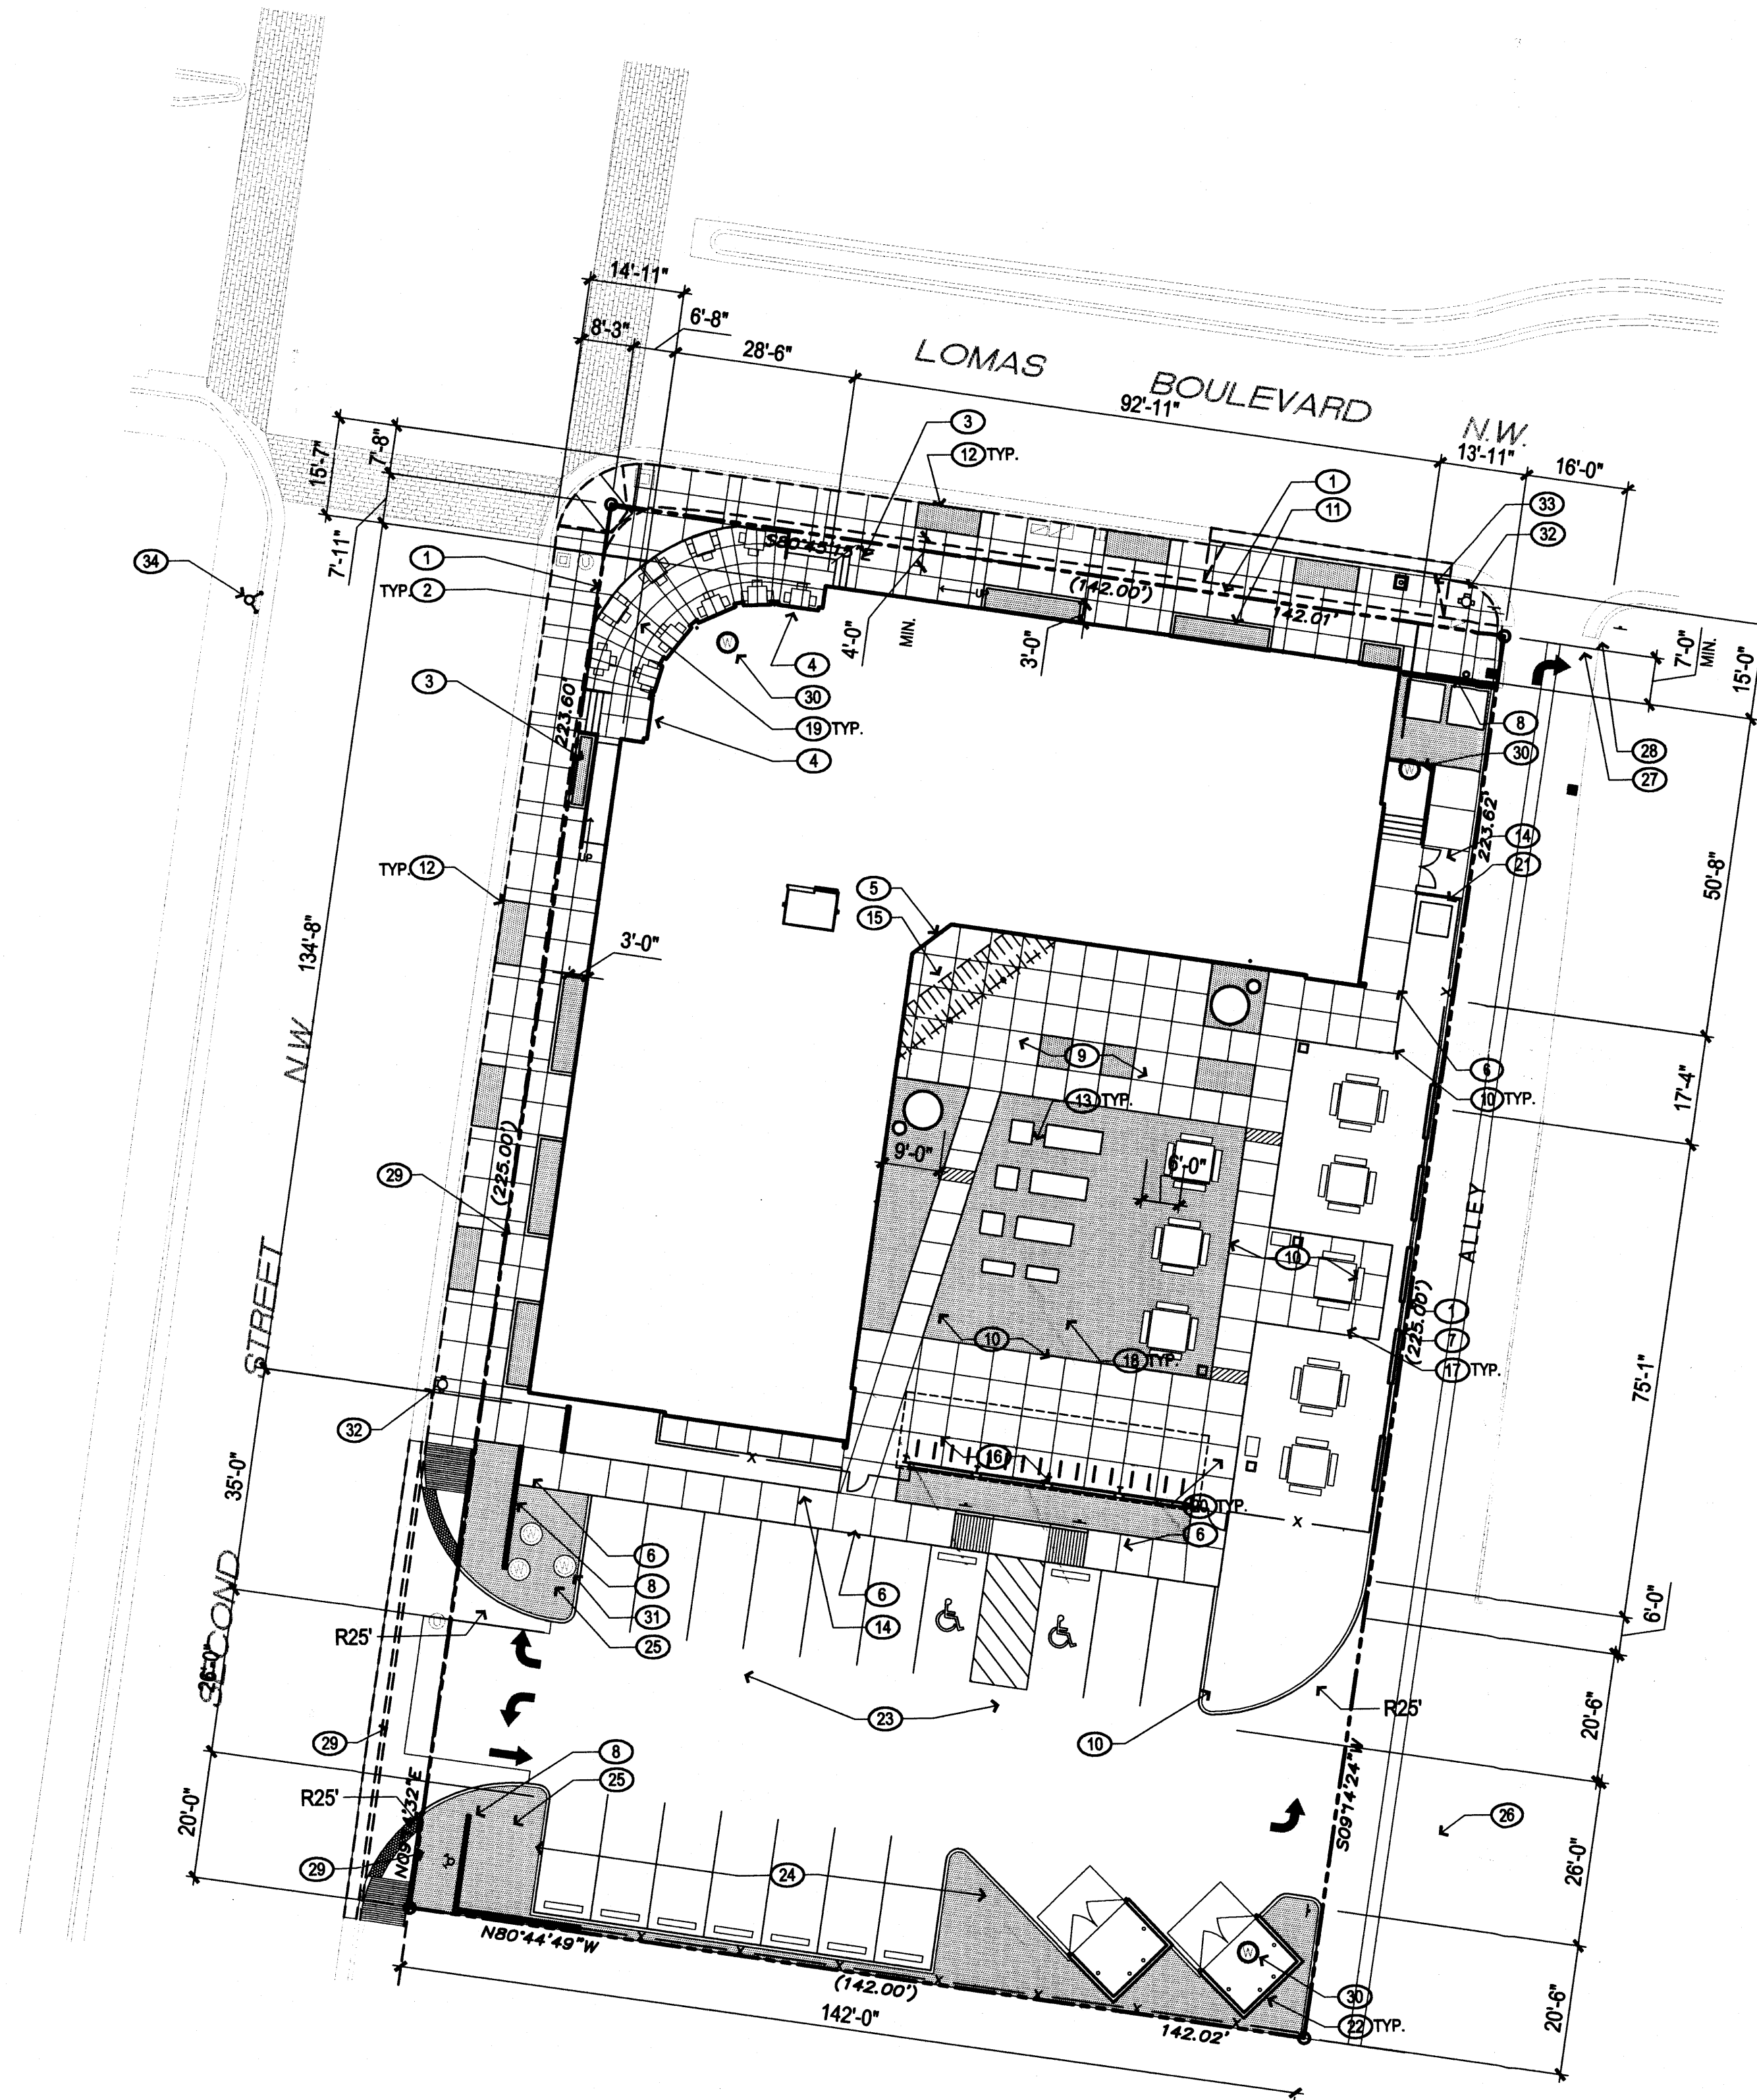 14'-11"
8'-3"
6'-8"
28'-6"
LOMAS BOULEVARD N.W.
92'-11"
13'-11"
16'-0"
15'-7"
7'-8"
7'-11"
3
12 TYP.
1
11
33
32
34
1
TYP. 2
S80°45'15"E
(142.00')
142.01'
UP
4'-0"
MIN.
3'-0"
7'-0"
MIN.
15'-0"
W
4
30
19 TYP.
4
3
223.60'
8
30
28
27
W
UP
223.62'
14
21
TYP. 12
5
15
3'-0"
50'-8"
134'-8"
N.W
X
9
6
10 TYP.
17'-4"
13 TYP.
9'-0"
6'-0"
(225.00')
29
ALLEY
10
(225.00')
1
7
17 TYP.
STREET
10
18 TYP.
75'-1"
32
X
16
TYP.
6
X
35'-0"
W
W
W
6
8
31
25
6
14
R25'
6'-0"
SECOND
26'-0"
23
10
R25'
20'-6"
29
8
25
R25'
20'-0"
29
24
S09°14'24"W
26
26'-0"
N80°44'49"W
X
X
X
X
X
X
X
(142.00')
142'-0"
142.02'
W
30
22 TYP.
20'-6"